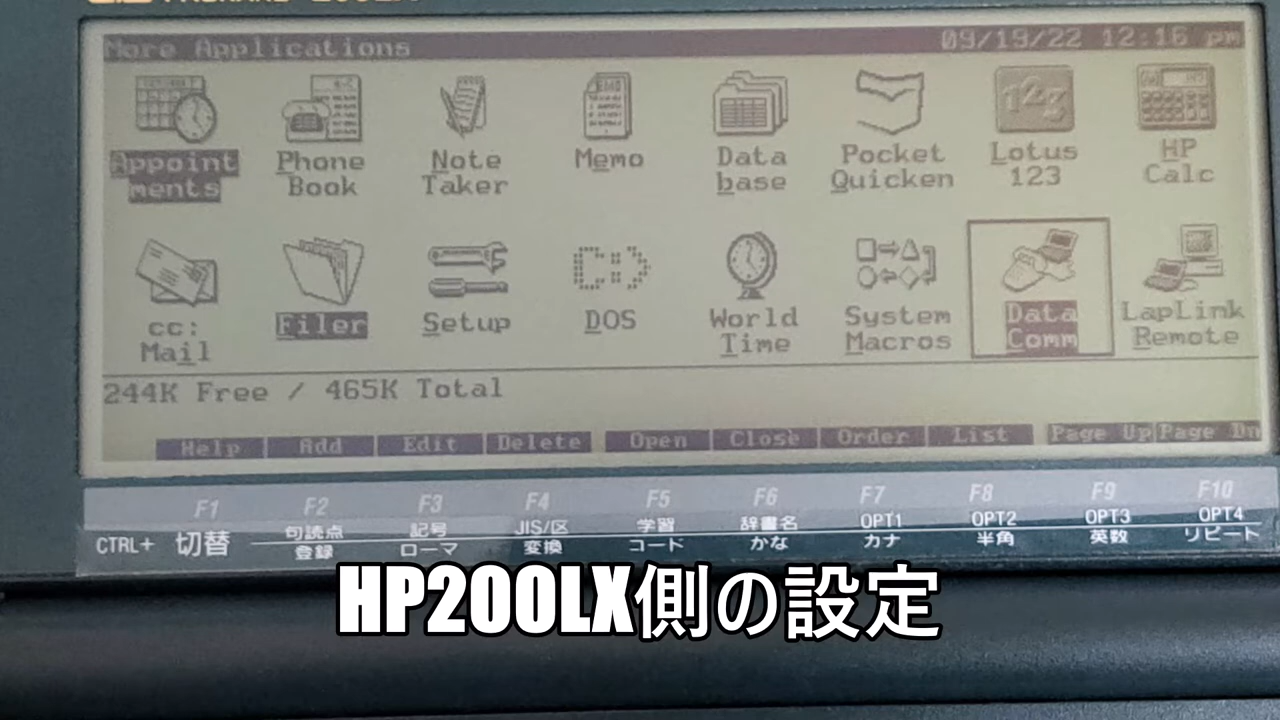 More Applications 09/19/22 12:16 pm
Appoint
ments
Phone
Book
Note
Taker
Memo
Data
base
Pocket
Quicken
Lotus
123
HP
Calc
cc:
Mail
Filer
Setup
C:\>
DOS
World
Time
System
Macros
Data
Comm
LapLink
Remote
244K Free / 465K Total
Help Add Edit Delete Open Close Order List Page Up Page Dn
F1 F2 F3 F4 F5 F6 F7 F8 F9 F10
句読点 記号 JIS/区 学習 辞書名 OPT1 OPT2 OPT3 OPT4
CTRL+ 切替 登録 ローマ 変換 コード かな カナ 半角 英数 リピート
HP200LX側の設定